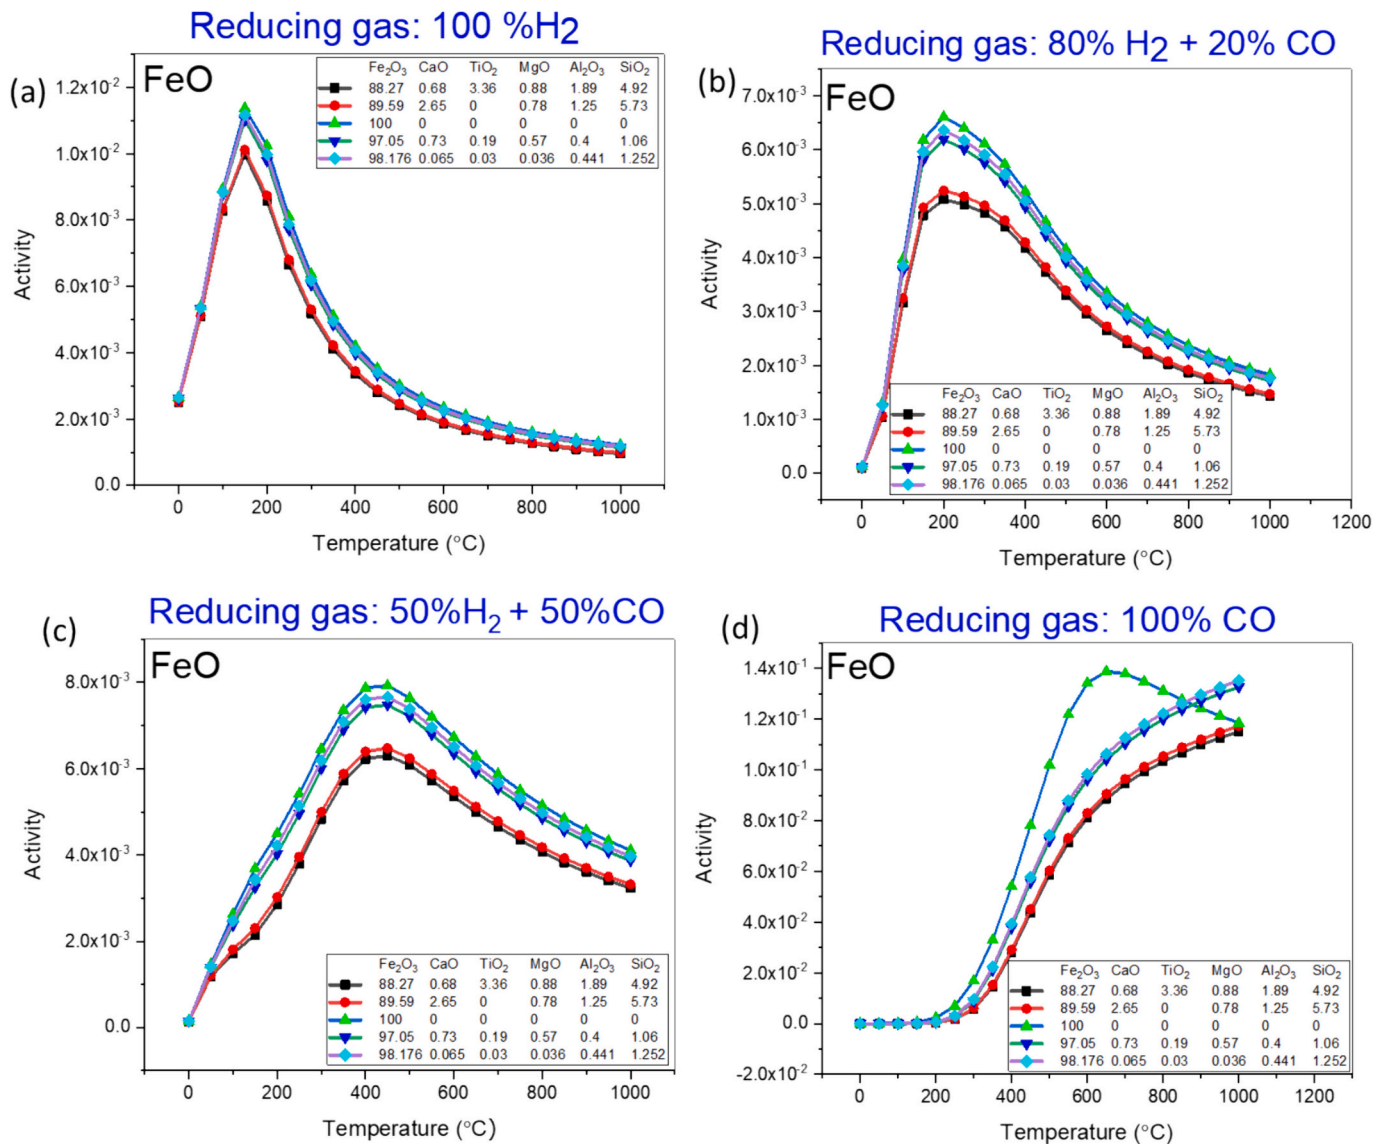 Reducing gas: 100 %H2
(a)
FeO
Fe₂O₃ CaO TiO₂ MgO Al₂O₃ SiO₂
88.27 0.68 3.36 0.88 1.89 4.92
89.59 2.65 0 0.78 1.25 5.73
100 0 0 0 0 0
97.05 0.73 0.19 0.57 0.4 1.06
98.176 0.065 0.03 0.036 0.441 1.252
1.2x10⁻²
1.0x10⁻²
8.0x10⁻³
6.0x10⁻³
4.0x10⁻³
2.0x10⁻³
0.0
Activity
0 200 400 600 800 1000
Temperature (°C)
Reducing gas: 80% H₂ + 20% CO
(b)
FeO
7.0x10⁻³
6.0x10⁻³
5.0x10⁻³
4.0x10⁻³
3.0x10⁻³
2.0x10⁻³
1.0x10⁻³
0.0
Activity
Fe₂O₃ CaO TiO₂ MgO Al₂O₃ SiO₂
88.27 0.68 3.36 0.88 1.89 4.92
89.59 2.65 0 0.78 1.25 5.73
100 0 0 0 0 0
97.05 0.73 0.19 0.57 0.4 1.06
98.176 0.065 0.03 0.036 0.441 1.252
0 200 400 600 800 1000 1200
Temperature (°C)
Reducing gas: 50%H₂ + 50%CO
(c)
FeO
8.0x10⁻³
6.0x10⁻³
4.0x10⁻³
2.0x10⁻³
0.0
Activity
Fe₂O₃ CaO TiO₂ MgO Al₂O₃ SiO₂
88.27 0.68 3.36 0.88 1.89 4.92
89.59 2.65 0 0.78 1.25 5.73
100 0 0 0 0 0
97.05 0.73 0.19 0.57 0.4 1.06
98.176 0.065 0.03 0.036 0.441 1.252
0 200 400 600 800 1000
Temperature (°C)
Reducing gas: 100% CO
(d)
FeO
1.4x10⁻¹
1.2x10⁻¹
1.0x10⁻¹
8.0x10⁻²
6.0x10⁻²
4.0x10⁻²
2.0x10⁻²
0.0
-2.0x10⁻²
Activity
Fe₂O₃ CaO TiO₂ MgO Al₂O₃ SiO₂
88.27 0.68 3.36 0.88 1.89 4.92
89.59 2.65 0 0.78 1.25 5.73
100 0 0 0 0 0
97.05 0.73 0.19 0.57 0.4 1.06
98.176 0.065 0.03 0.036 0.441 1.252
0 200 400 600 800 1000 1200
Temperature (°C)